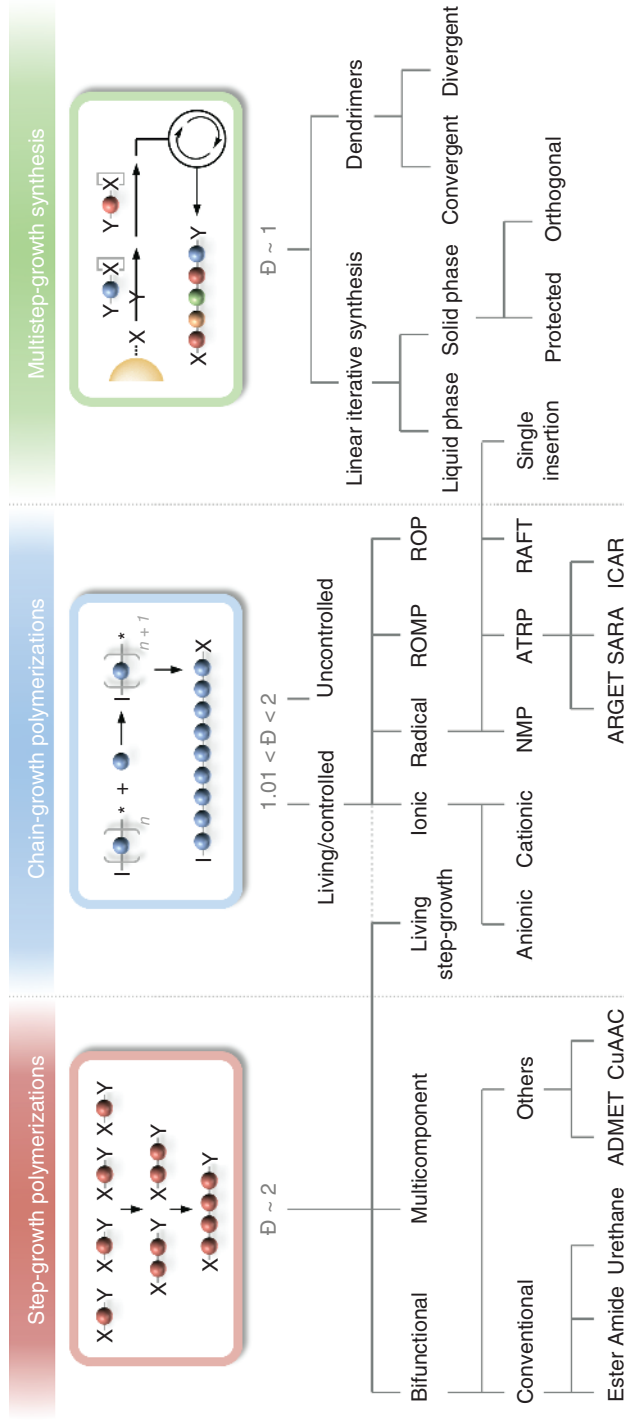 Step-growth polymerizations
Chain-growth polymerizations
Multistep-growth synthesis
X Y X Y X Y X Y
X Y X Y
X Y
I * + I *
n n + 1
I X
Y X Y X
...X Y
X Y
Đ ~ 2
1.01 < Đ < 2
Đ ~ 1
Living/controlled Uncontrolled
Linear iterative synthesis Dendrimers
Bifunctional Multicomponent
Living
step-growth
Ionic Radical ROMP ROP
Liquid phase Solid phase Convergent Divergent
Conventional Others
Anionic Cationic
NMP ATRP RAFT
Single
insertion
Protected Orthogonal
Ester Amide Urethane
ADMET CuAAC
ARGET SARA ICAR